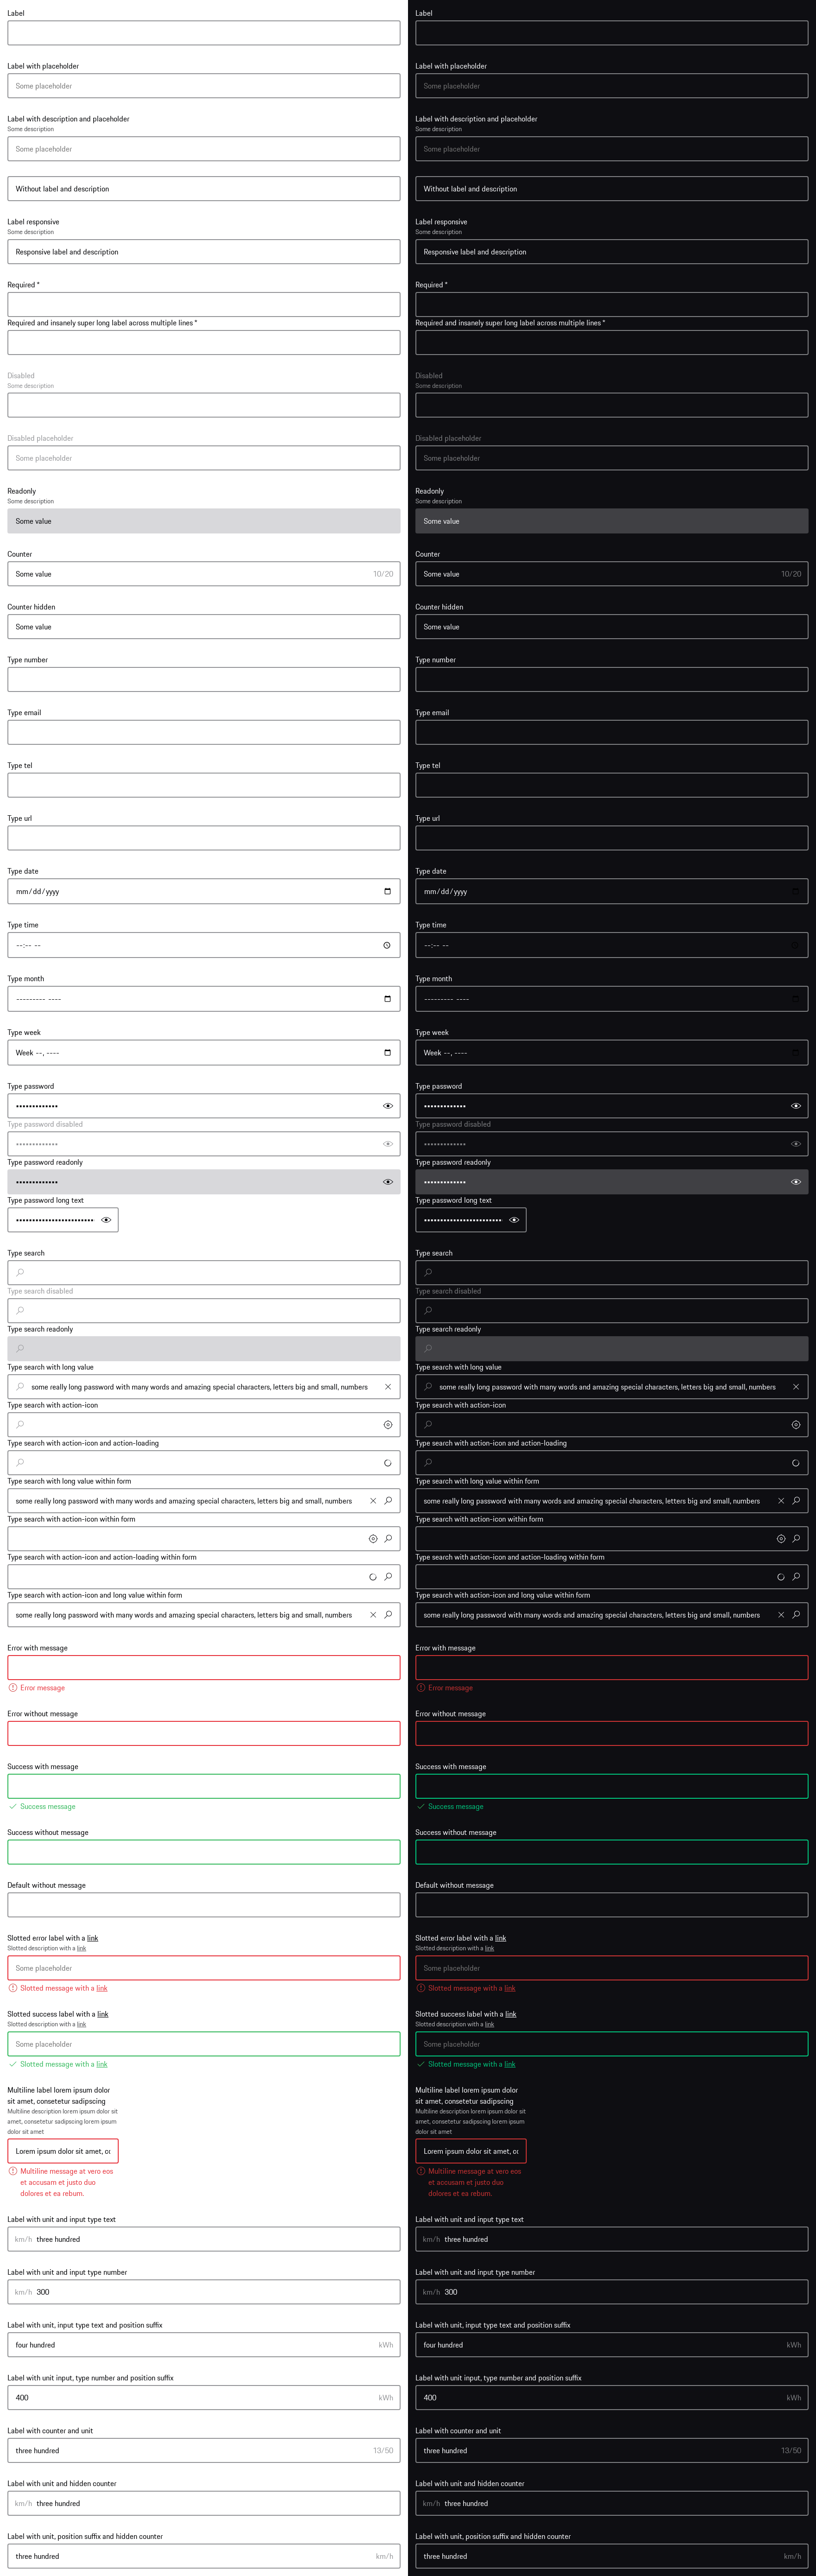 Label
Label with placeholder
Some placeholder
Label with description and placeholder
Some description
Some placeholder
Without label and description
Label responsive
Some description
Responsive label and description
Required *
Required and insanely super long label across multiple lines *
Disabled
Some description
Disabled placeholder
Some placeholder
Readonly
Some description
Some value
Counter
Some value 10/20
Counter hidden
Some value
Type number
Type email
Type tel
Type url
Type date
mm/dd/yyyy
Type time
--:-- --
Type month
--------- ----
Type week
Week --, ----
Type password
•••••••••••••
Type password disabled
•••••••••••••
Type password readonly
•••••••••••••
Type password long text
••••••••••••••••••••••••
Type search
Type search disabled
Type search readonly
Type search with long value
some really long password with many words and amazing special characters, letters big and small, numbers
Type search with action-icon
Type search with action-icon and action-loading
Type search with long value within form
some really long password with many words and amazing special characters, letters big and small, numbers
Type search with action-icon within form
Type search with action-icon and action-loading within form
Type search with action-icon and long value within form
some really long password with many words and amazing special characters, letters big and small, numbers
Error with message
Error message
Error without message
Success with message
Success message
Success without message
Default without message
Slotted error label with a link
Slotted description with a link
Some placeholder
Slotted message with a link
Slotted success label with a link
Slotted description with a link
Some placeholder
Slotted message with a link
Multiline label lorem ipsum dolor
sit amet, consetetur sadipscing
Multiline description lorem ipsum dolor sit
amet, consetetur sadipscing lorem ipsum
dolor sit amet
Lorem ipsum dolor sit amet, cc
Multiline message at vero eos
et accusam et justo duo
dolores et ea rebum.
Label with unit and input type text
km/h three hundred
Label with unit and input type number
km/h 300
Label with unit, input type text and position suffix
four hundred kWh
Label with unit input, type number and position suffix
400 kWh
Label with counter and unit
three hundred 13/50
Label with unit and hidden counter
km/h three hundred
Label with unit, position suffix and hidden counter
three hundred km/h
Label
Label with placeholder
Some placeholder
Label with description and placeholder
Some description
Some placeholder
Without label and description
Label responsive
Some description
Responsive label and description
Required *
Required and insanely super long label across multiple lines *
Disabled
Some description
Disabled placeholder
Some placeholder
Readonly
Some description
Some value
Counter
Some value 10/20
Counter hidden
Some value
Type number
Type email
Type tel
Type url
Type date
mm/dd/yyyy
Type time
--:-- --
Type month
--------- ----
Type week
Week --, ----
Type password
•••••••••••••
Type password disabled
•••••••••••••
Type password readonly
•••••••••••••
Type password long text
••••••••••••••••••••••••
Type search
Type search disabled
Type search readonly
Type search with long value
some really long password with many words and amazing special characters, letters big and small, numbers
Type search with action-icon
Type search with action-icon and action-loading
Type search with long value within form
some really long password with many words and amazing special characters, letters big and small, numbers
Type search with action-icon within form
Type search with action-icon and action-loading within form
Type search with action-icon and long value within form
some really long password with many words and amazing special characters, letters big and small, numbers
Error with message
Error message
Error without message
Success with message
Success message
Success without message
Default without message
Slotted error label with a link
Slotted description with a link
Some placeholder
Slotted message with a link
Slotted success label with a link
Slotted description with a link
Some placeholder
Slotted message with a link
Multiline label lorem ipsum dolor
sit amet, consetetur sadipscing
Multiline description lorem ipsum dolor sit
amet, consetetur sadipscing lorem ipsum
dolor sit amet
Lorem ipsum dolor sit amet, cc
Multiline message at vero eos
et accusam et justo duo
dolores et ea rebum.
Label with unit and input type text
km/h three hundred
Label with unit and input type number
km/h 300
Label with unit, input type text and position suffix
four hundred kWh
Label with unit input, type number and position suffix
400 kWh
Label with counter and unit
three hundred 13/50
Label with unit and hidden counter
km/h three hundred
Label with unit, position suffix and hidden counter
three hundred km/h